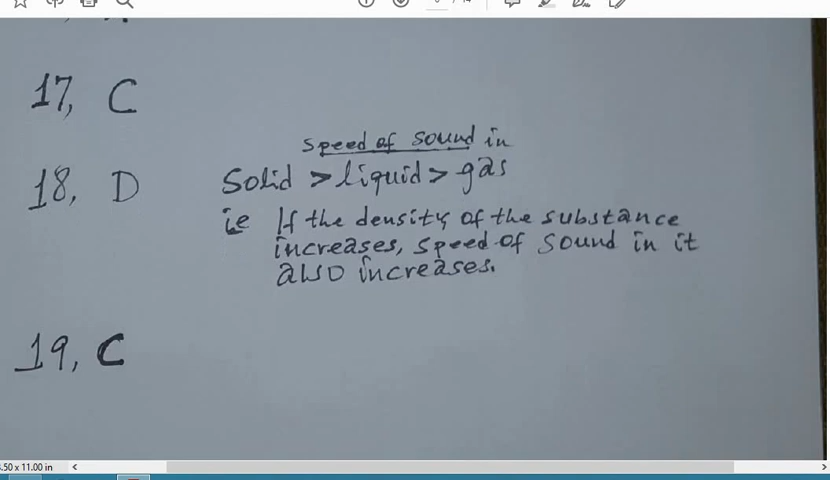 17, C
speed of sound in
18, D Solid > liquid > gas
ie If the density of the substance
increases, speed of sound in it
also increases.
19, C
.50 x 11.00 in